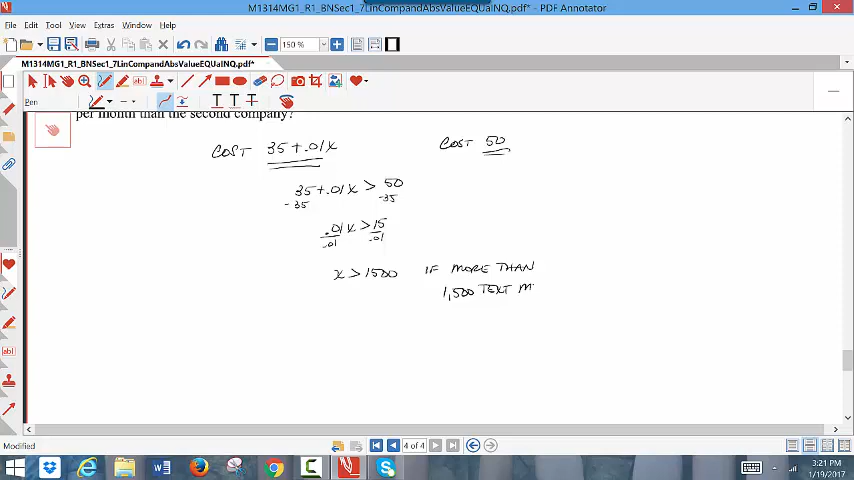 M1314MG1_R1_BNSec1_7LinCompandAbsValueEQUaINQ.pdf* - PDF Annotator
File Edit Tool View Extras Window Help
150 %
M1314MG1_R1_BNSec1_7LinCompandAbsValueEQUaINQ.pdf*
Pen
per month than the second company?
COST 35 + .01X COST 50
35 + .01X > 50
-35 -35
.01X > 15
.01 .01
X > 1500 IF MORE THAN
1,500 TEXT M
4 of 4
Modified
3:21 PM
1/19/2017